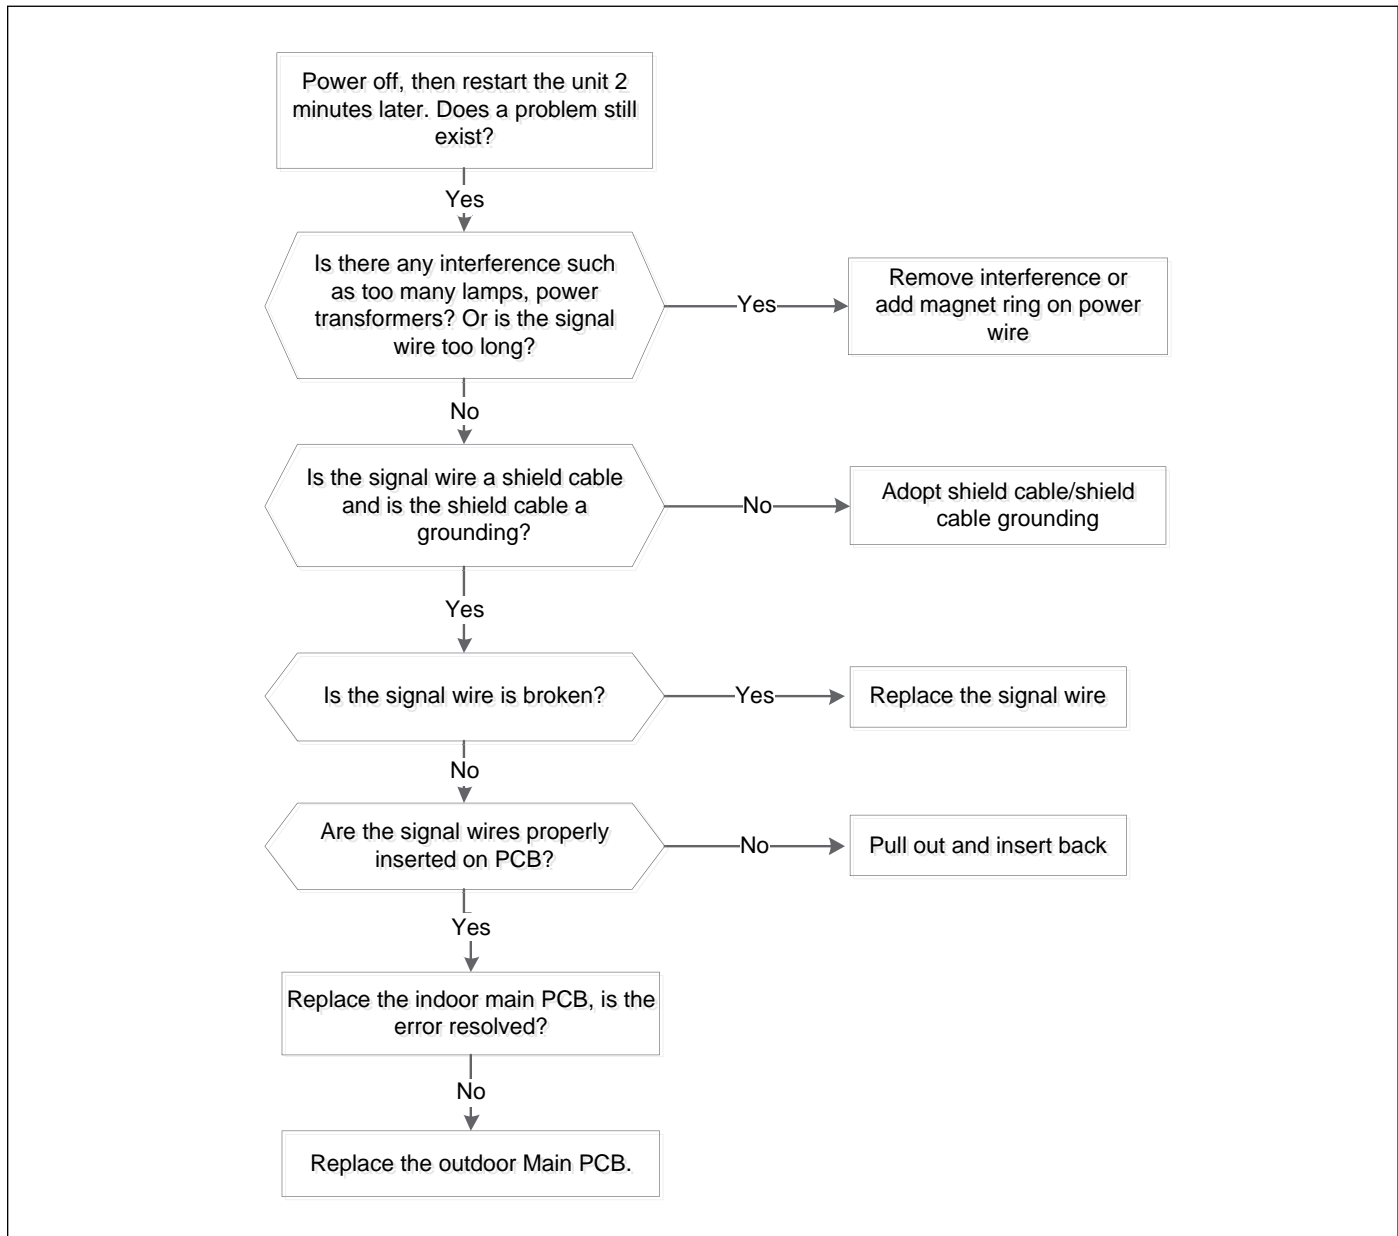 Power off, then restart the unit 2
minutes later. Does a problem still
exist?
Yes
Is there any interference such
as too many lamps, power
transformers? Or is the signal
wire too long?
Yes
Remove interference or
add magnet ring on power
wire
No
Is the signal wire a shield cable
and is the shield cable a
grounding?
No
Adopt shield cable/shield
cable grounding
Yes
Is the signal wire is broken?
Yes
Replace the signal wire
No
Are the signal wires properly
inserted on PCB?
No
Pull out and insert back
Yes
Replace the indoor main PCB, is the
error resolved?
No
Replace the outdoor Main PCB.